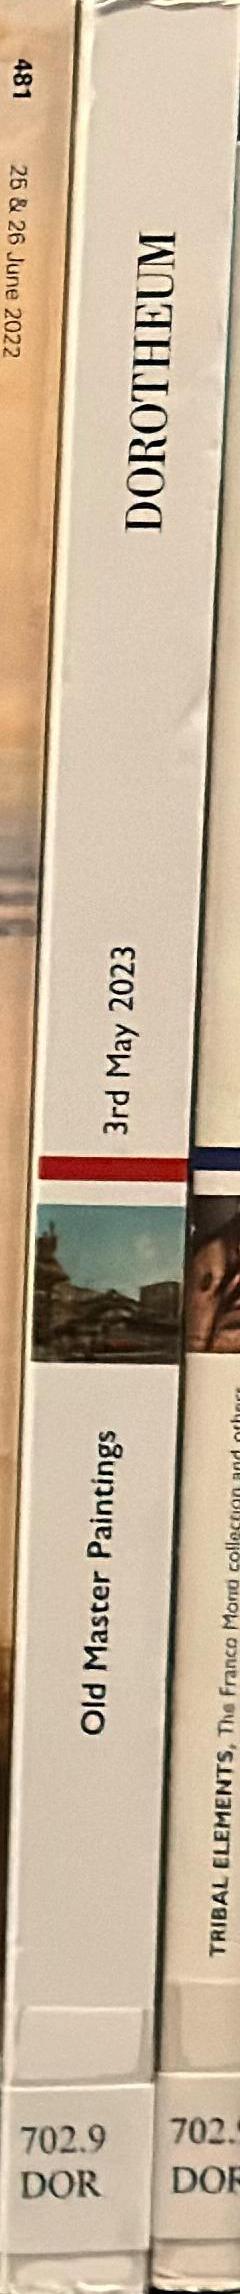 481
25 & 26 June 2022
DOROTHEUM
3rd May 2023
Old Master Paintings
702.9
DOR
TRIBAL ELEMENTS, The Franco Monti collection and others
702.9
DOR